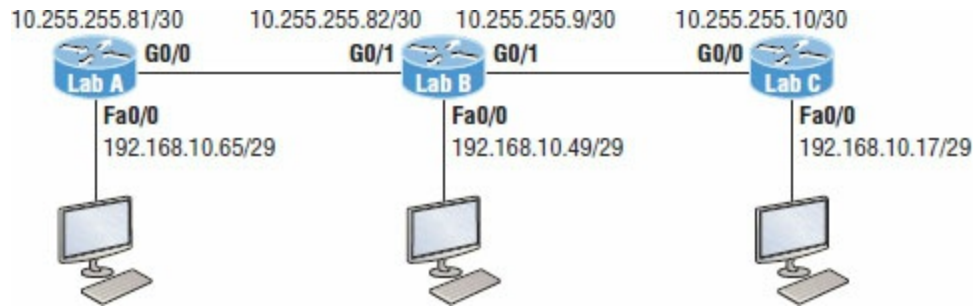 10.255.255.81/30 10.255.255.82/30 10.255.255.9/30 10.255.255.10/30
G0/0 G0/1 G0/1 G0/0
Lab A Lab B Lab C
Fa0/0 Fa0/0 Fa0/0
192.168.10.65/29 192.168.10.49/29 192.168.10.17/29